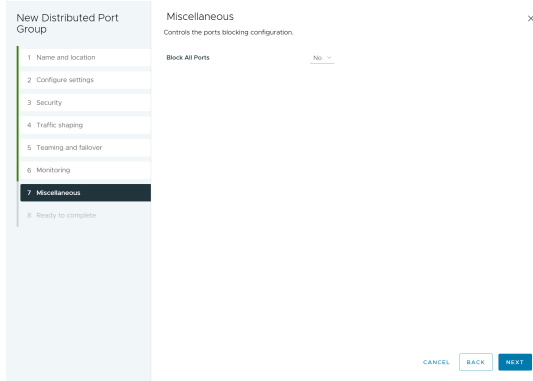 New Distributed Port
Group
1 Name and location
2 Configure settings
3 Security
4 Traffic shaping
5 Teaming and failover
6 Monitoring
7 Miscellaneous
8 Ready to complete
Miscellaneous
Controls the ports blocking configuration.
Block All Ports No
CANCEL BACK NEXT